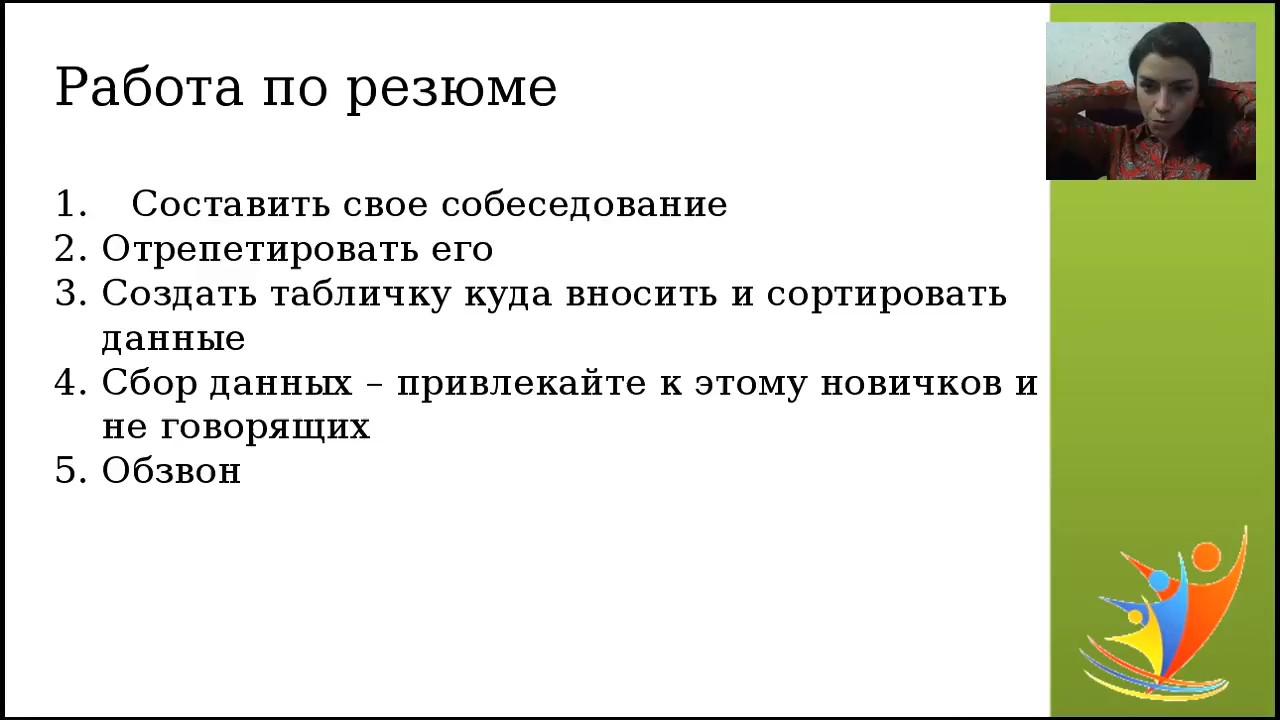 Работа по резюме
1. Составить свое собеседование
2. Отрепетировать его
3. Создать табличку куда вносить и сортировать
данные
4. Сбор данных – привлекайте к этому новичков и
не говорящих
5. Обзвон